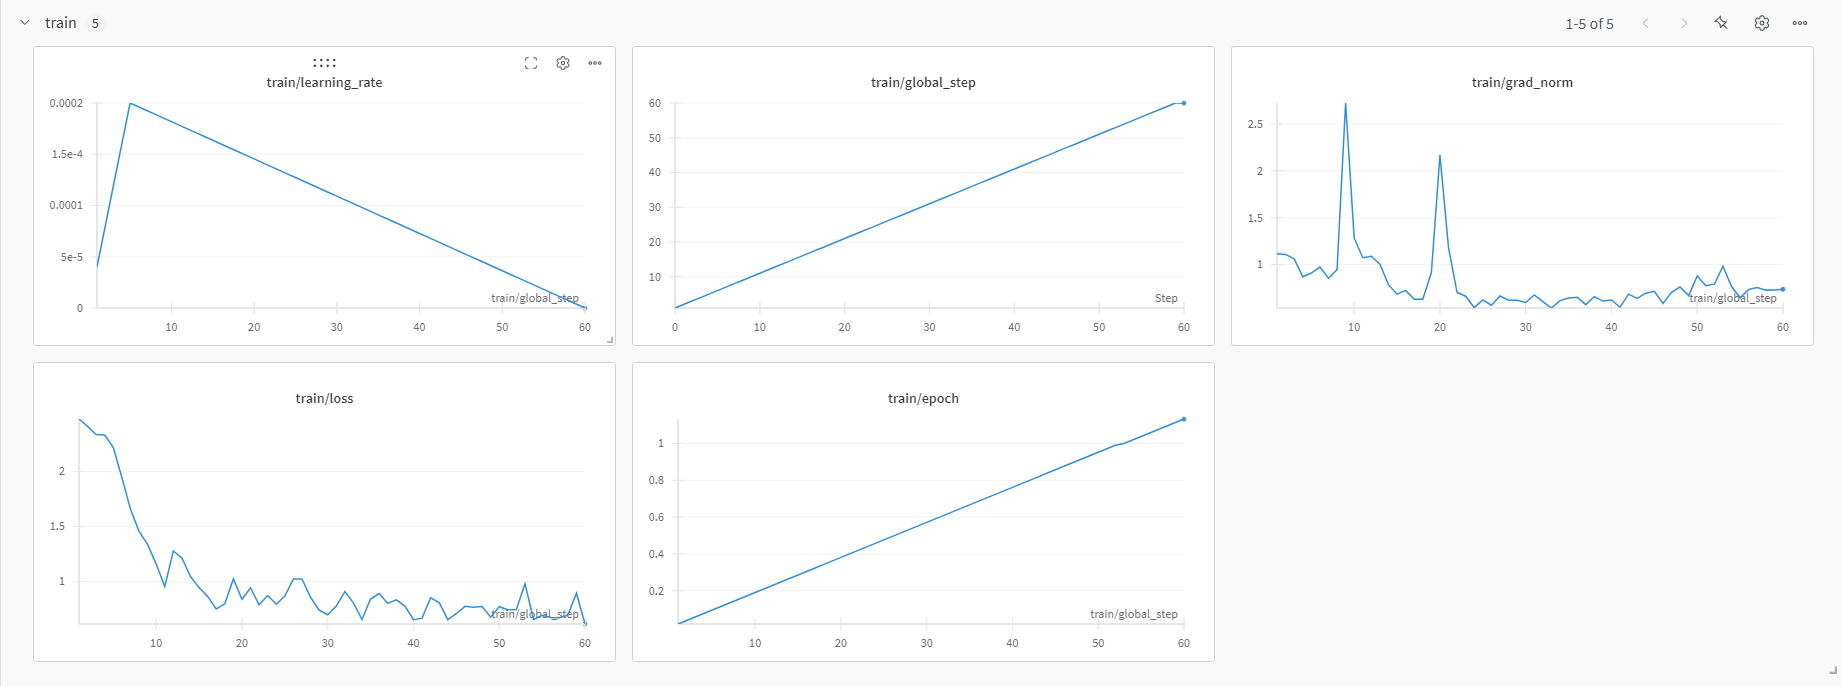 train 5
1-5 of 5
train/learning_rate
0.0002
1.5e-4
0.0001
5e-5
0
train/global_step
10 20 30 40 50 60
train/global_step
60
50
40
30
20
10
Step
0 10 20 30 40 50 60
train/grad_norm
2.5
2
1.5
1
train/global_step
10 20 30 40 50 60
train/loss
2
1.5
1
train/global_step
10 20 30 40 50 60
train/epoch
1
0.8
0.6
0.4
0.2
train/global_step
10 20 30 40 50 60